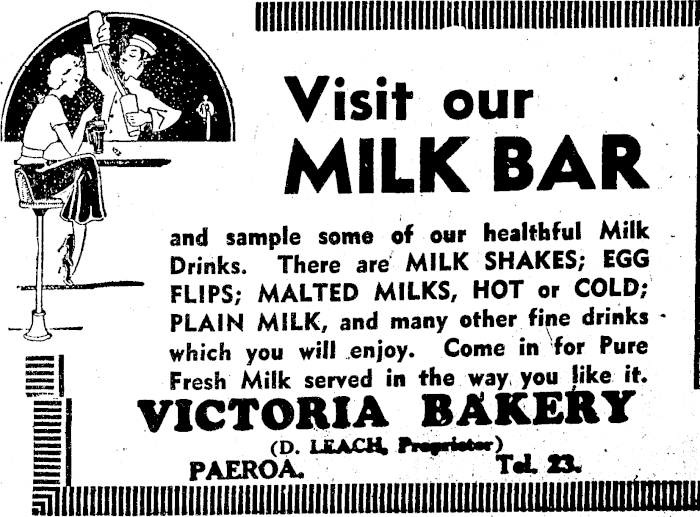 Visit our
MILK BAR
and sample some of our healthful Milk
Drinks. There are MILK SHAKES; EGG
FLIPS; MALTED MILKS, HOT or COLD;
PLAIN MILK, and many other fine drinks
which you will enjoy. Come in for Pure
Fresh Milk served in the way you like it.
VICTORIA BAKERY
(D. LEACH, Proprietor)
PAEROA. Tel. 23.